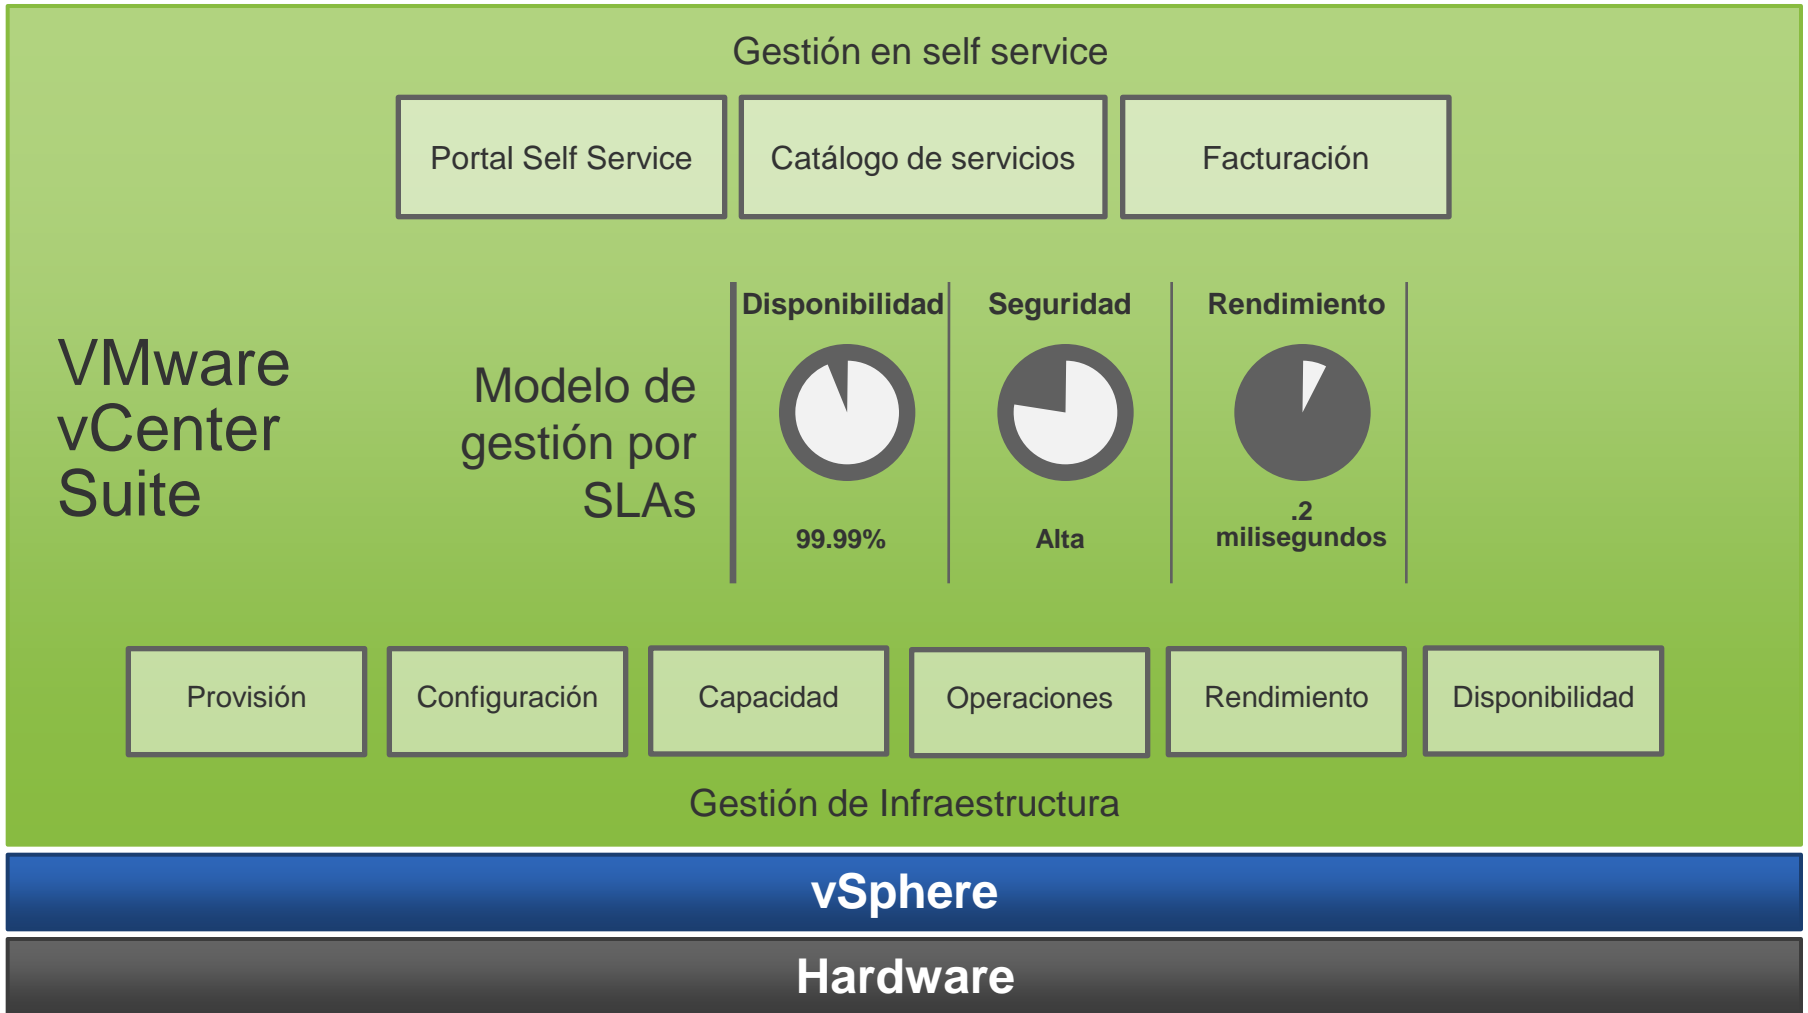 Gestión en self service
Portal Self Service
Catálogo de servicios
Facturación
VMware
vCenter
Suite
Modelo de
gestión por
SLAs
Disponibilidad
99.99%
Seguridad
Alta
Rendimiento
.2
milisegundos
Provisión
Configuración
Capacidad
Operaciones
Rendimiento
Disponibilidad
Gestión de Infraestructura
vSphere
Hardware